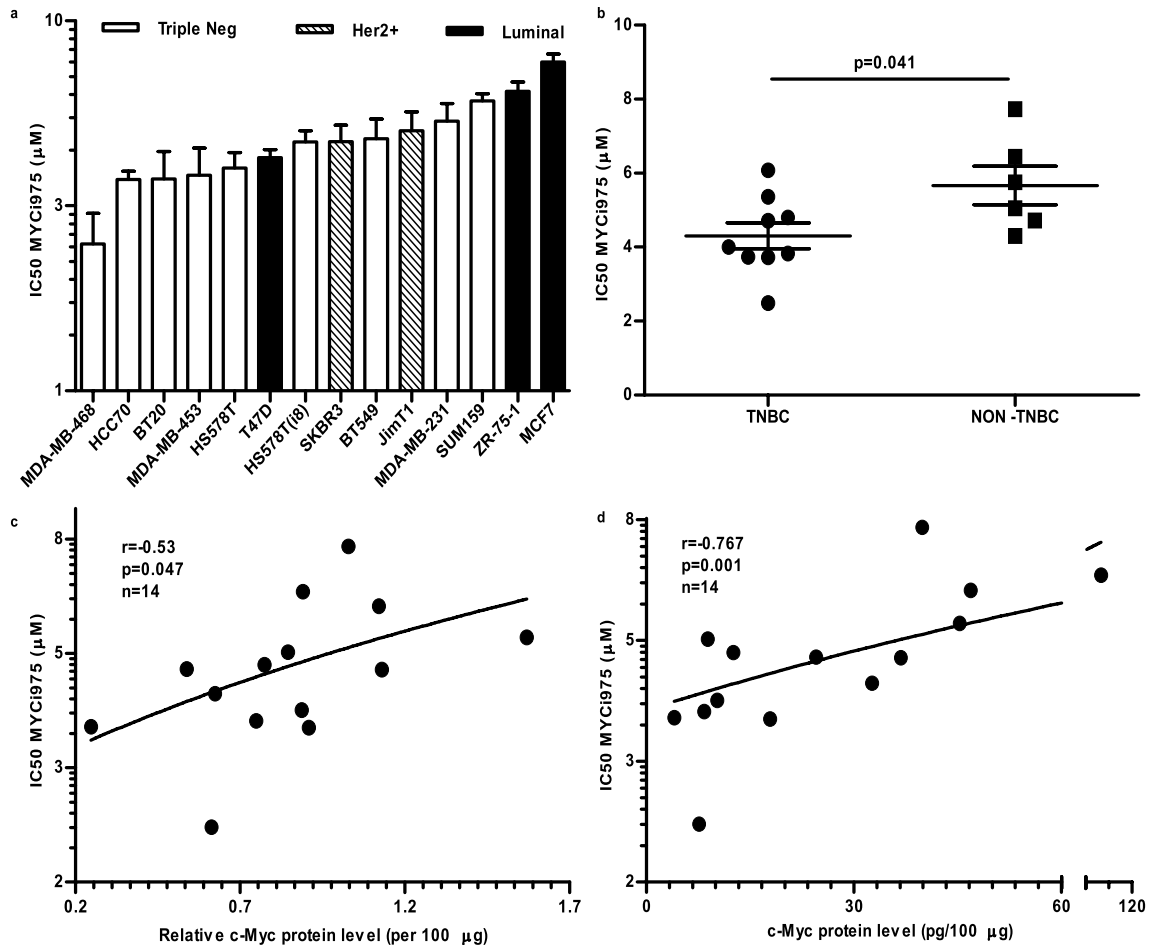 a
Triple Neg
Her2+
Luminal
IC50 MYCi975 (µM)
10
3
1
MDA-MB-468
HCC70
BT20
MDA-MB-453
HS578T
T47D
HS578T(i8)
SKBR3
BT549
JimT1
MDA-MB-231
SUM159
ZR-75-1
MCF7
b
p=0.041
IC50 MYCi975 (µM)
10
8
6
4
2
0
TNBC
NON -TNBC
c
r=-0.53
p=0.047
n=14
IC50 MYCi975 (µM)
8
5
3
2
0.2
0.7
1.2
1.7
Relative c-Myc protein level (per 100 µg)
d
r=-0.767
p=0.001
n=14
IC50 MYCi975 (µM)
8
5
3
2
0
30
60
120
c-Myc protein level (pg/100 µg)